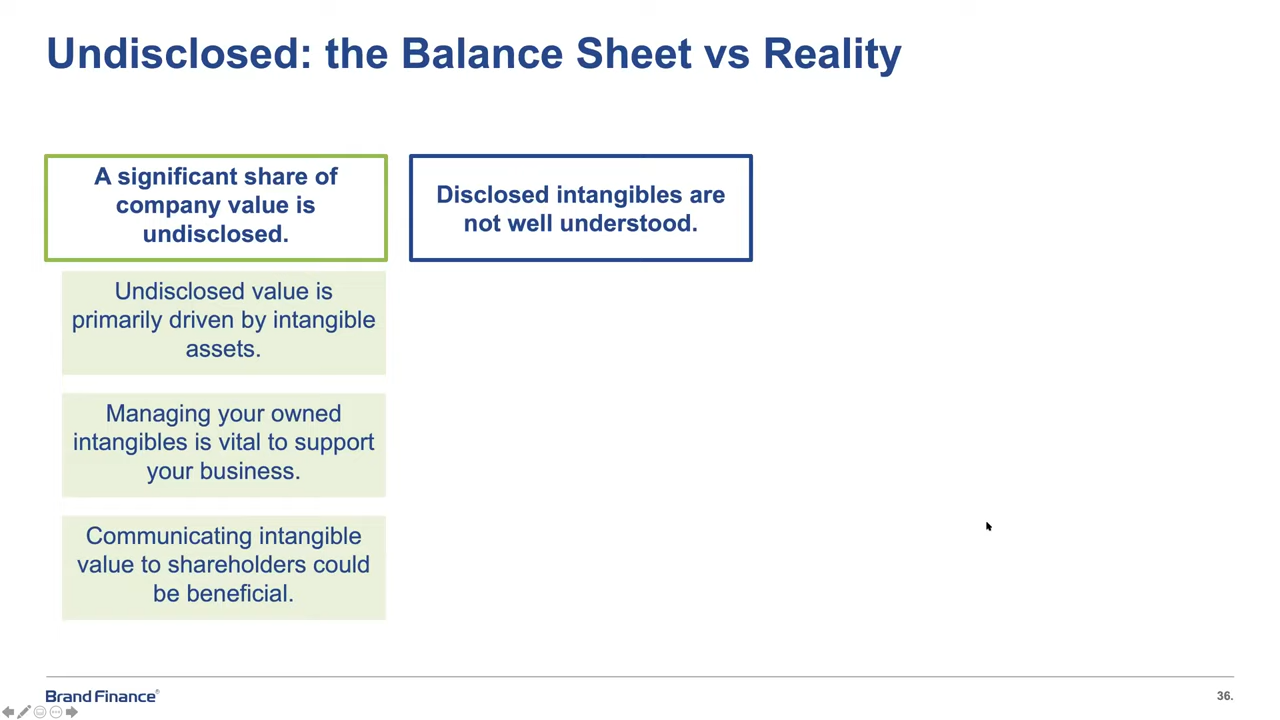 Undisclosed: the Balance Sheet vs Reality
A significant share of
company value is
undisclosed.
Undisclosed value is
primarily driven by intangible
assets.
Managing your owned
intangibles is vital to support
your business.
Communicating intangible
value to shareholders could
be beneficial.
Disclosed intangibles are
not well understood.
Brand Finance®
36.